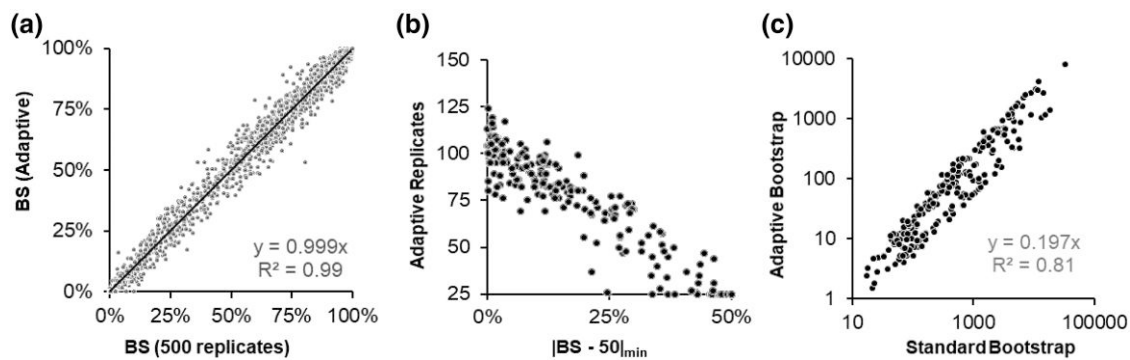 (a)
100%
75%
50%
25%
0%
BS (Adaptive)
y = 0.999x
R² = 0.99
0% 25% 50% 75% 100%
BS (500 replicates)
(b)
150
125
100
75
50
25
Adaptive Replicates
0% 25% 50%
|BS - 50|min
(c)
10000
1000
100
10
1
Adaptive Bootstrap
y = 0.197x
R² = 0.81
10 1000 100000
Standard Bootstrap